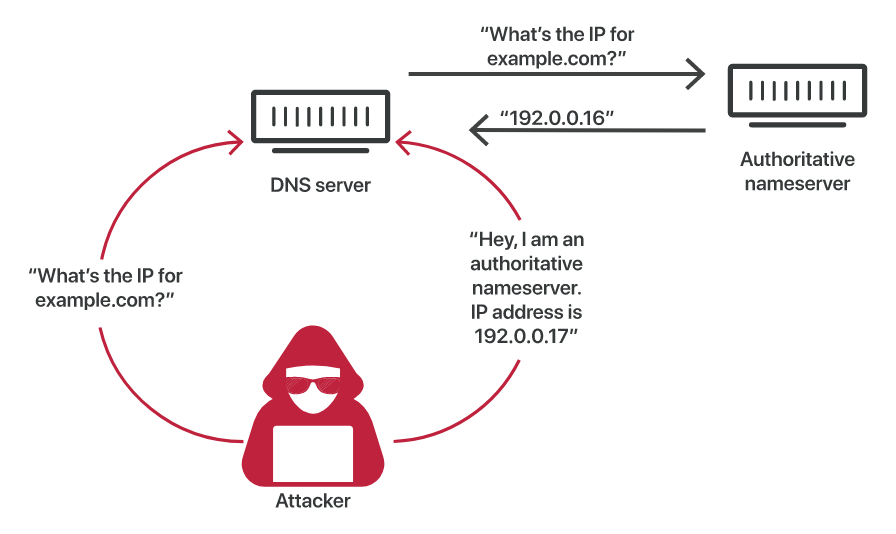 “What’s the IP for
example.com?”
“192.0.0.16”
Authoritative
nameserver
DNS server
“Hey, I am an
authoritative
nameserver.
IP address is
192.0.0.17”
“What’s the IP for
example.com?”
Attacker